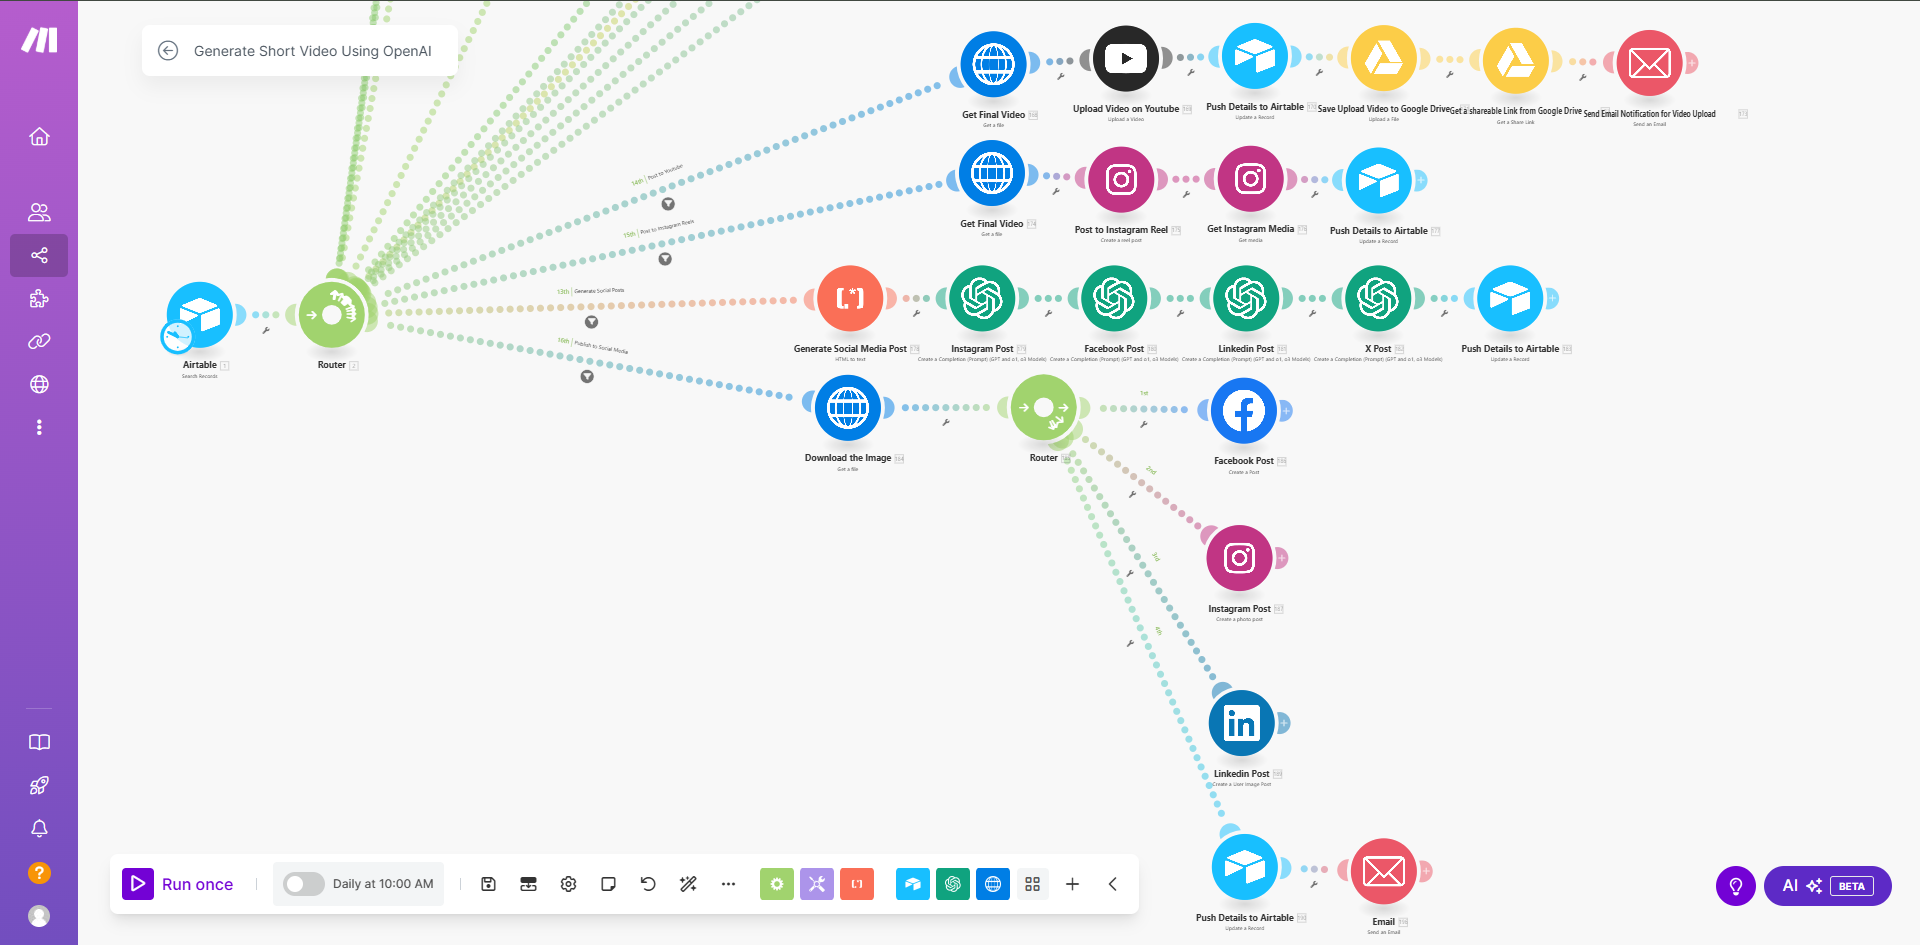 Generate Short Video Using OpenAI
Get Final Video
Get a file
Upload Video on Youtube
Upload a Video
Push Details to Airtable
Update a Record
Save Upload Video to Google Drive
Upload a File
Get a shareable Link from Google Drive
Get a Share Link
Send Email Notification for Video Upload
Send an Email
14th Post to Youtube
Get Final Video
Get a file
Post to Instagram Reel
Create a reel post
Get Instagram Media
Get media
Push Details to Airtable
Update a Record
15th Post to Instagram Reels
13th Generate Social Posts
Generate Social Media Post
HTML to text
Instagram Post
Create a Completion (Prompt) (GPT and o1, o3 Models)
Facebook Post
Create a Completion (Prompt) (GPT and o1, o3 Models)
Linkedin Post
Create a Completion (Prompt) (GPT and o1, o3 Models)
X Post
Create a Completion (Prompt) (GPT and o1, o3 Models)
Push Details to Airtable
Update a Record
Airtable 1
Search Records
Router 2
16th Publish to Social Media
Download the Image
Get a file
Router
1st
Facebook Post
Create a Post
2nd
Instagram Post
Create a photo post
3rd
Linkedin Post
Create a User Image Post
4th
Push Details to Airtable
Update a Record
Email
Send an Email
Run once
Daily at 10:00 AM
AI BETA